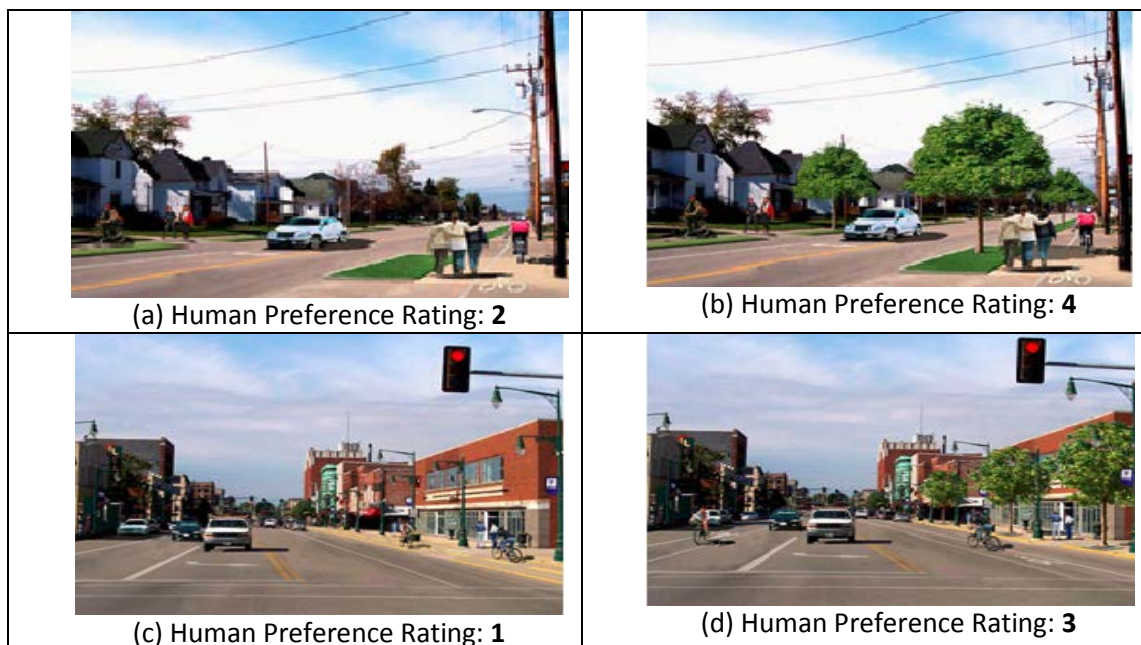 (a) Human Preference Rating: 2
(b) Human Preference Rating: 4
(c) Human Preference Rating: 1
(d) Human Preference Rating: 3